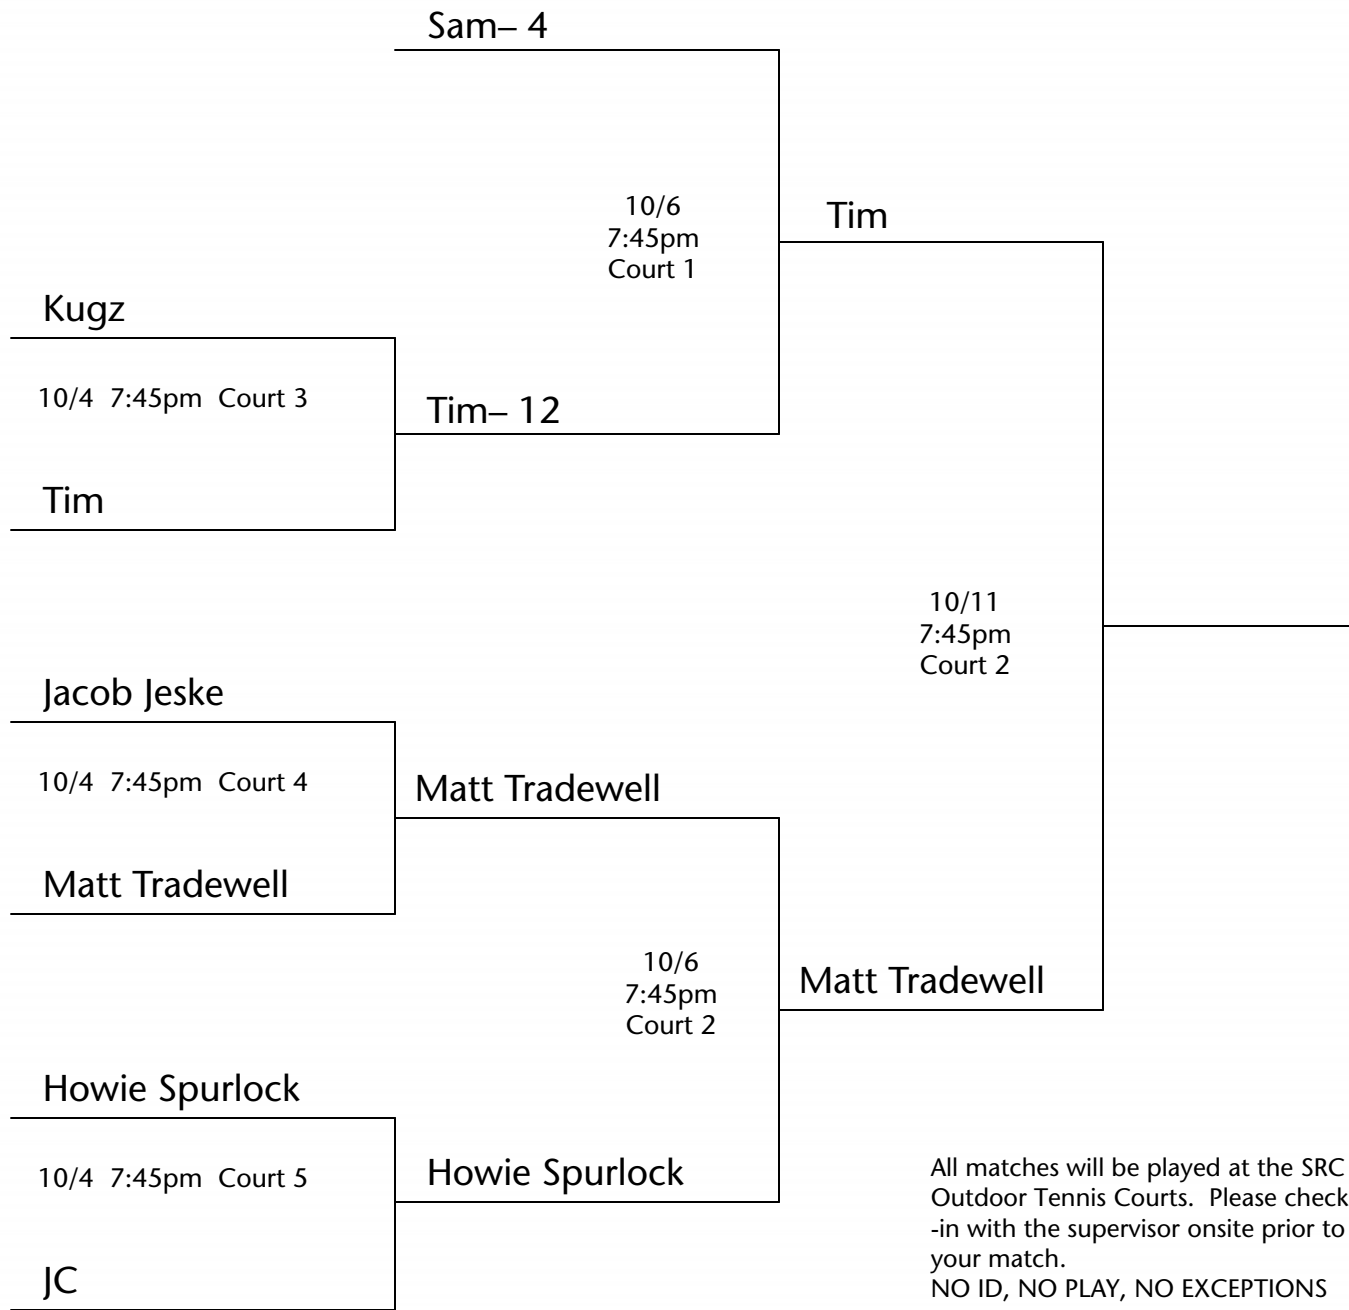 Sam– 4
10/6
7:45pm
Court 1
Tim
Kugz
10/4 7:45pm Court 3
Tim– 12
Tim
10/11
7:45pm
Court 2
Jacob Jeske
10/4 7:45pm Court 4
Matt Tradewell
Matt Tradewell
10/6
7:45pm
Court 2
Matt Tradewell
Howie Spurlock
10/4 7:45pm Court 5
Howie Spurlock
JC
All matches will be played at the SRC
Outdoor Tennis Courts. Please check
-in with the supervisor onsite prior to
your match.
NO ID, NO PLAY, NO EXCEPTIONS